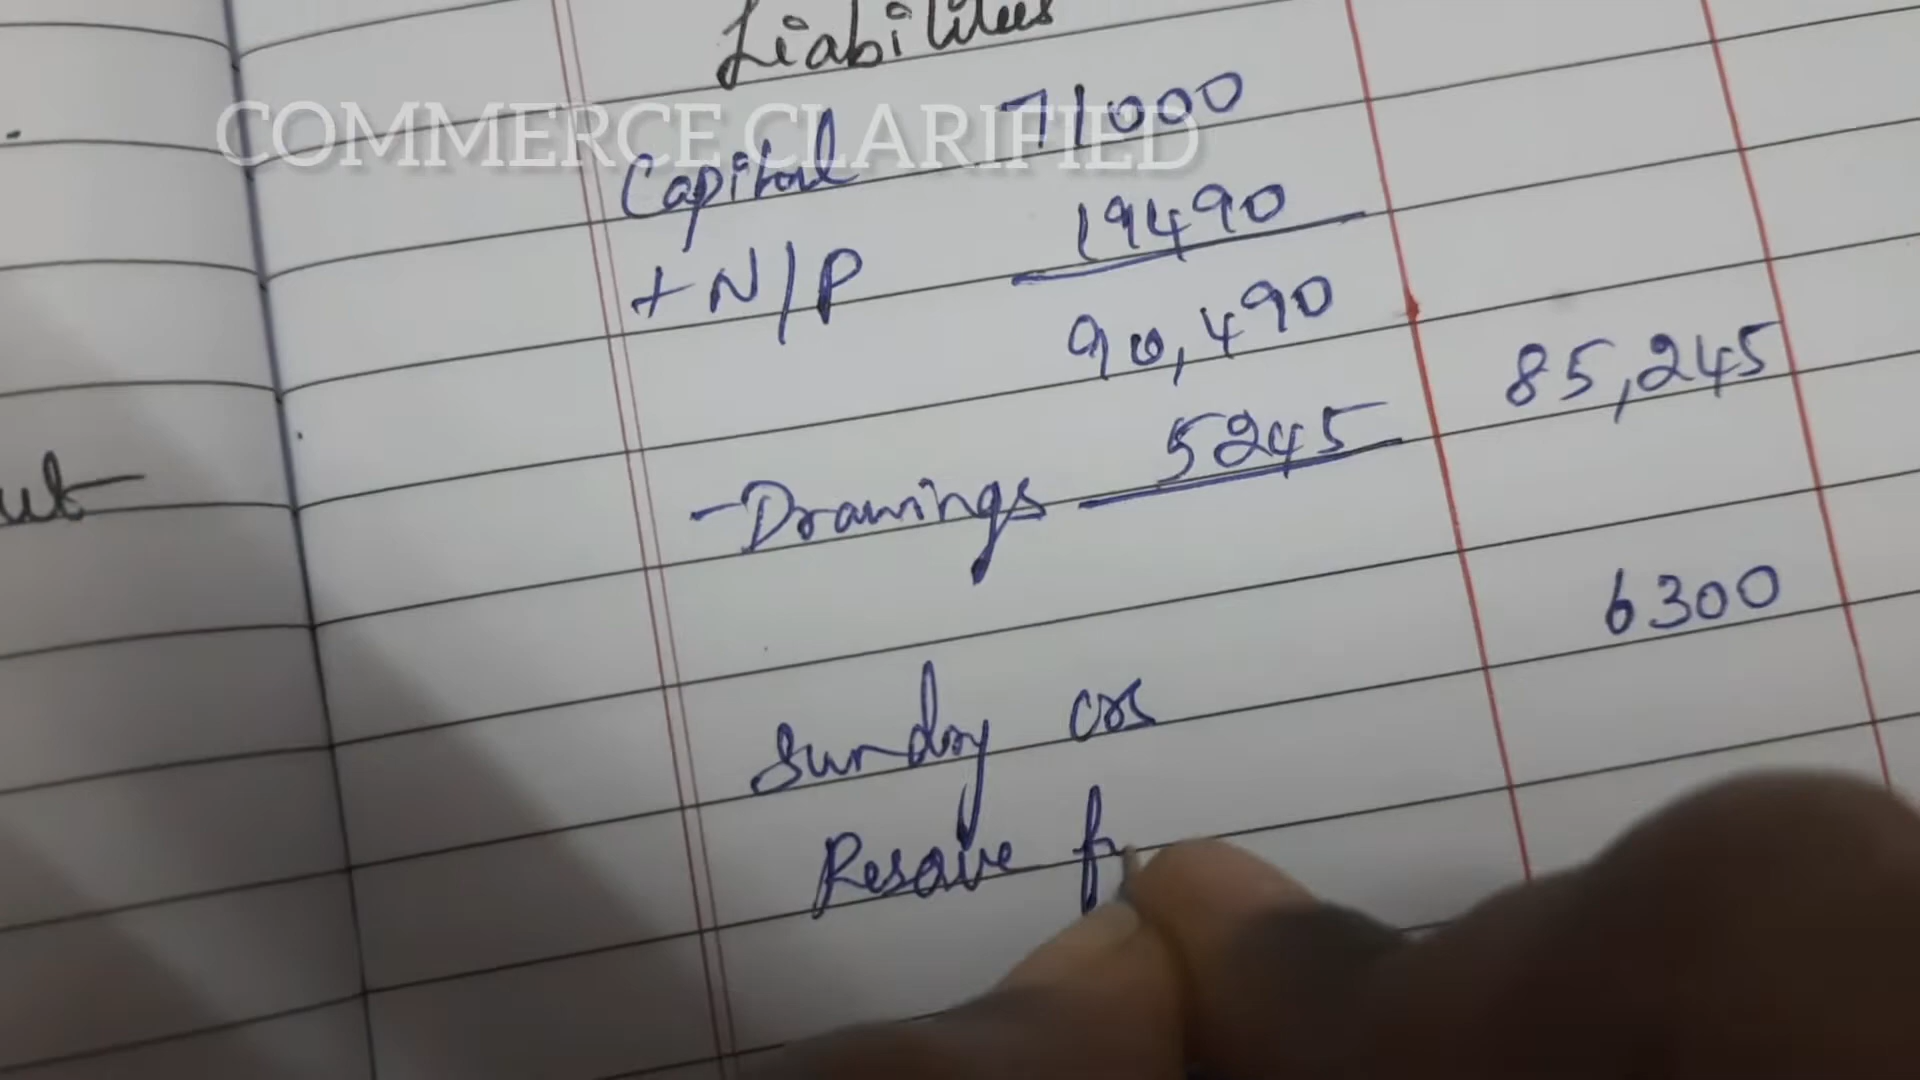 Liabilities
COMMERCE CLARIFIED
Capital 71000
+ N/P 19490
90,490
- Drawings 5245 85,245
Sundry crs 6300
Reserve f